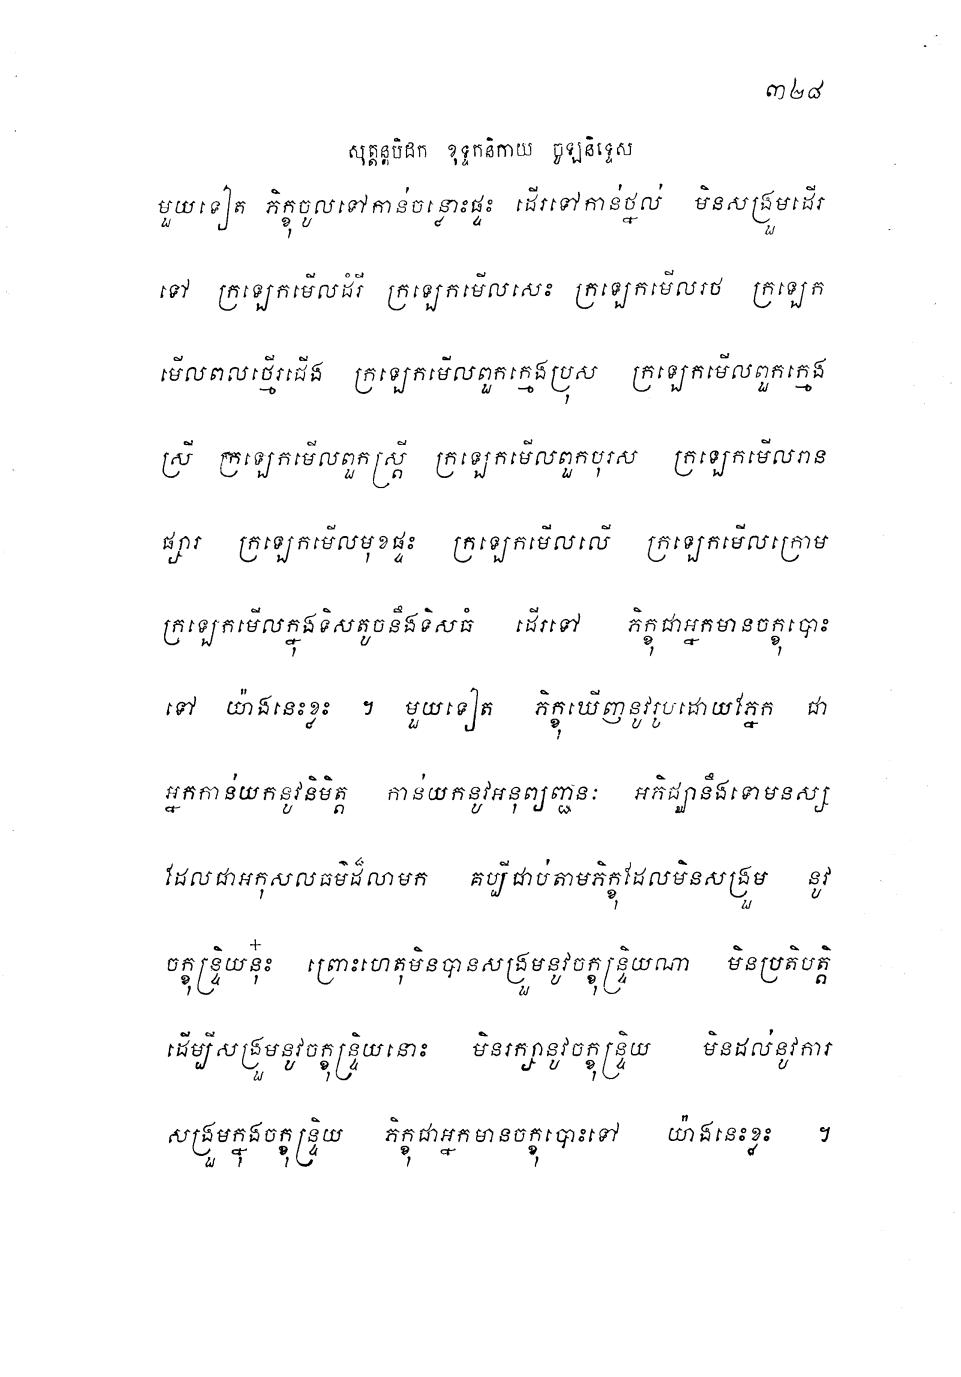 ៣២៨
សុត្តន្តបិដក ខុទ្ទកនិកាយ ចូឡនិទ្ទេស
មួយទៀត ភិក្ខុចូលទៅកាន់ចន្លោះផ្ទះ ដើរទៅកាន់ថ្នល់ មិនសង្រួមដើរ
ទៅ ក្រឡេកមើលដំរី ក្រឡេកមើលសេះ ក្រឡេកមើលរថ ក្រឡេក
មើលពលថ្មើរជើង ក្រឡេកមើលពួកក្មេងប្រុស ក្រឡេកមើលពួកក្មេង
ស្រី ក្រឡេកមើលពួកស្ត្រី ក្រឡេកមើលពួកបុរស ក្រឡេកមើលរាន
ផ្សារ ក្រឡេកមើលមុខផ្ទះ ក្រឡេកមើលលើ ក្រឡេកមើលក្រោម
ក្រឡេកមើលក្នុងទិសតូចនឹងទិសធំ ដើរទៅ ភិក្ខុជាអ្នកមានចក្ខុបោះ
ទៅ យ៉ាងនេះខ្លះ ។ មួយទៀត ភិក្ខុឃើញនូវរូបដោយភ្នែក ជា
អ្នកកាន់យកនូវនិមិត្ត កាន់យកនូវអនុព្យញ្ជនៈ អភិជ្ឈានឹងទោមនស្ស
ដែលជាអកុសលធម៌ដ៏លាមក គប្បីជាប់តាមភិក្ខុដែលមិនសង្រួម នូវ
ចក្ខុន្ទ្រិយនុ៎ះ ព្រោះហេតុមិនបានសង្រួមនូវចក្ខុន្ទ្រិយណា មិនប្រតិបត្តិ
ដើម្បីសង្រួមនូវចក្ខុន្ទ្រិយនោះ មិនរក្សានូវចក្ខុន្ទ្រិយ មិនដល់នូវការ
សង្រួមក្នុងចក្ខុន្ទ្រិយ ភិក្ខុជាអ្នកមានចក្ខុបោះទៅ យ៉ាងនេះខ្លះ ។